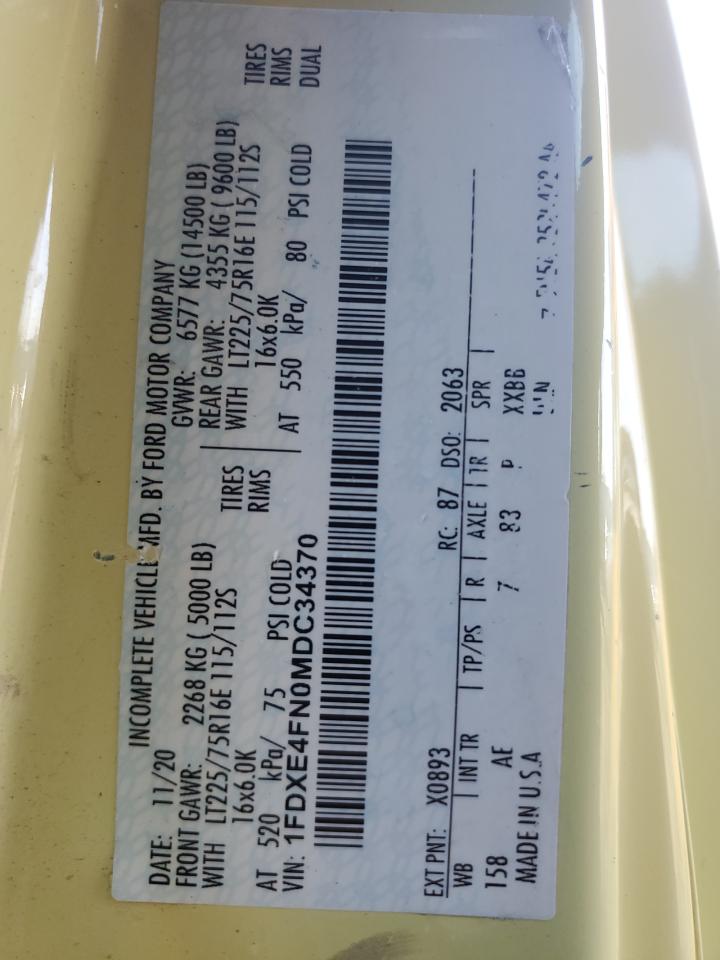 INCOMPLETE VEHICLE MFD. BY FORD MOTOR COMPANY
DATE: 11/20 GVWR: 6577 KG (14500 LB)
FRONT GAWR: 2268 KG ( 5000 LB) REAR GAWR: 4355 KG ( 9600 LB)
WITH LT225/75R16E 115/112S TIRES WITH LT225/75R16E 115/112S TIRES
16x6.0K RIMS 16x6.0K RIMS
AT 520 kPa/ 75 PSI COLD AT 550 kPa/ 80 PSI COLD DUAL
VIN: 1FDXE4FN0MDC34370
EXT PNT: X0893 RC: 87 DSO: 2063
WB INT TR TP/PS R AXLE TR SPR
158 AE 7 83 P
MADE IN U.S.A